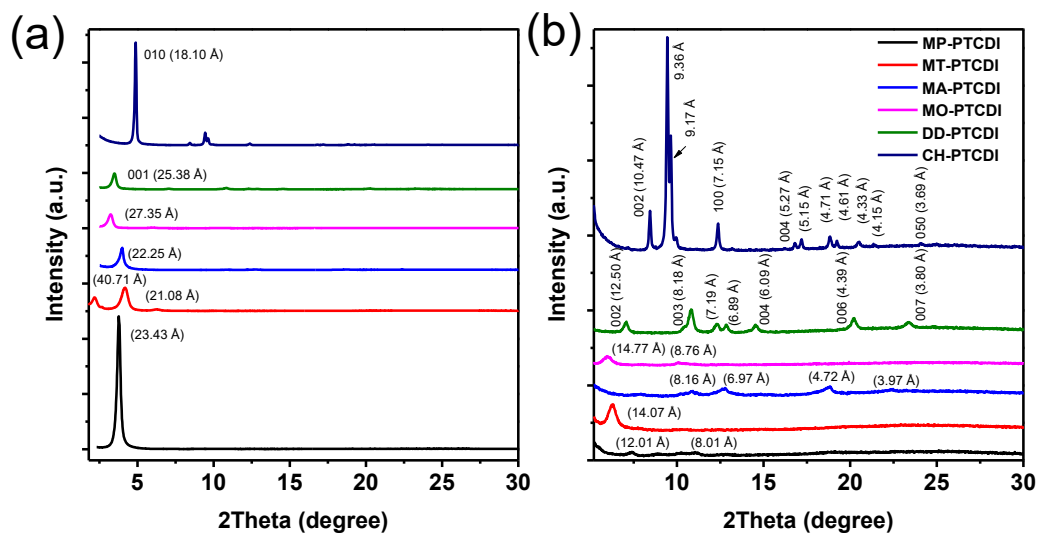 (a)
Intensity (a.u.)
010 (18.10 Å)
001 (25.38 Å)
(27.35 Å)
(22.25 Å)
(40.71 Å)
(21.08 Å)
(23.43 Å)
5
10
15
20
25
30
2Theta (degree)
(b)
Intensity (a.u.)
MP-PTCDI
MT-PTCDI
MA-PTCDI
MO-PTCDI
DD-PTCDI
CH-PTCDI
002 (10.47 Å)
9.36 Å
9.17 Å
100 (7.15 Å)
004 (5.27 Å)
(5.15 Å)
(4.71 Å)
(4.61 Å)
(4.33 Å)
(4.15 Å)
050 (3.69 Å)
002 (12.50 Å)
003 (8.18 Å)
(7.19 Å)
(6.89 Å)
004 (6.09 Å)
006 (4.39 Å)
007 (3.80 Å)
(14.77 Å)
(8.76 Å)
(8.16 Å)
(6.97 Å)
(4.72 Å)
(3.97 Å)
(14.07 Å)
(12.01 Å)
(8.01 Å)
10
15
20
25
30
2Theta (degree)